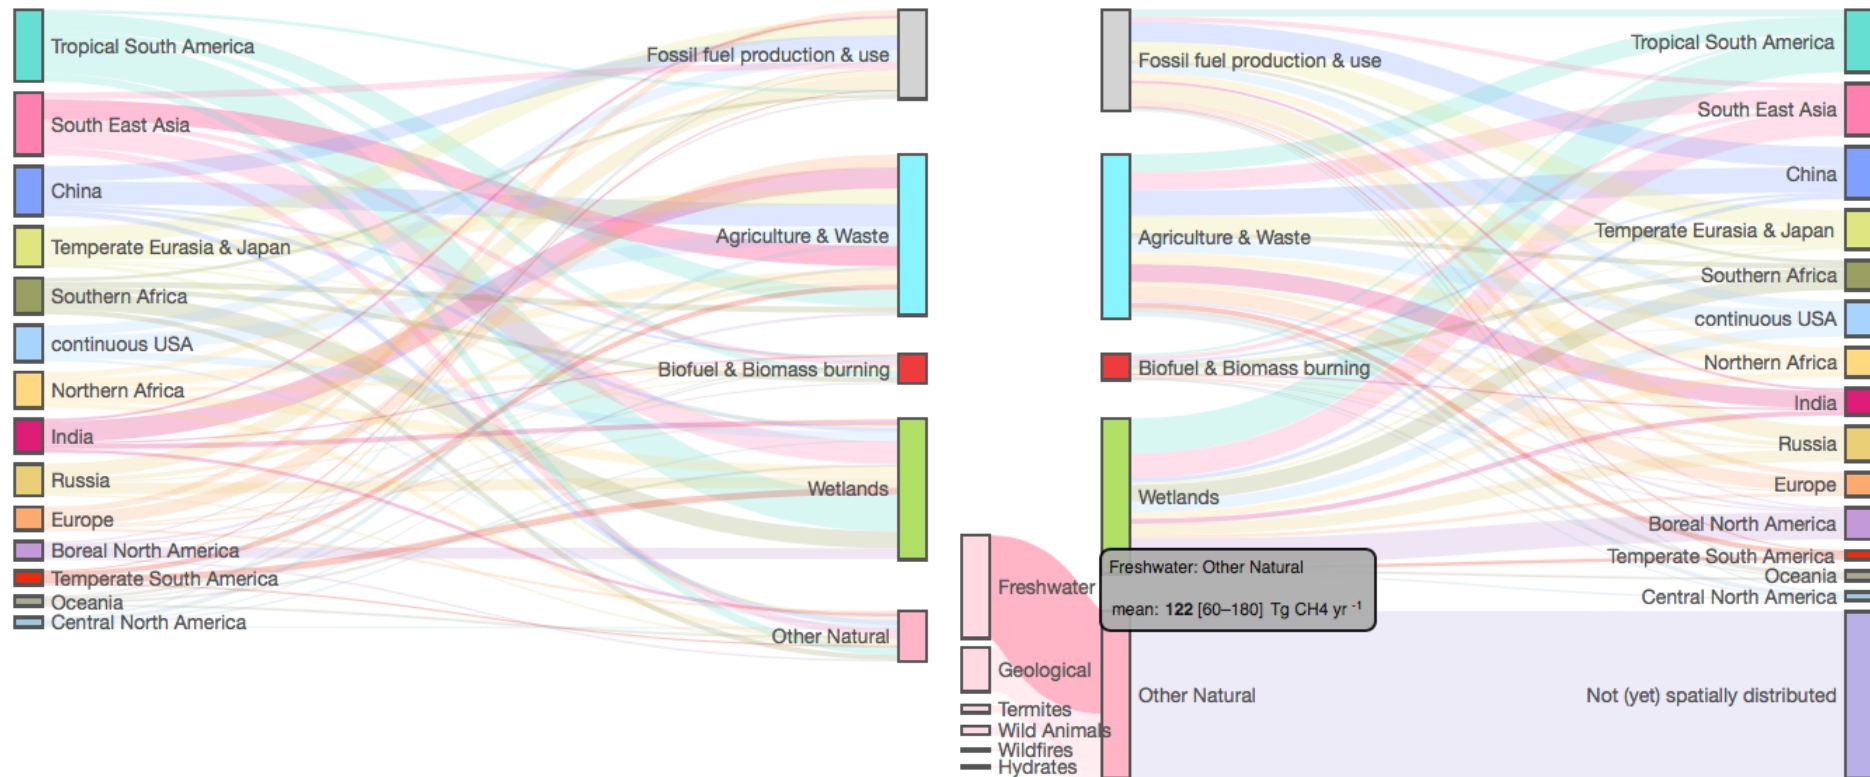 Tropical South America
South East Asia
China
Temperate Eurasia & Japan
Southern Africa
continuous USA
Northern Africa
India
Russia
Europe
Boreal North America
Temperate South America
Oceania
Central North America
Fossil fuel production & use
Agriculture & Waste
Biofuel & Biomass burning
Wetlands
Other Natural
Freshwater
Geological
Termites
Wild Animals
Wildfires
Hydrates
Fossil fuel production & use
Agriculture & Waste
Biofuel & Biomass burning
Wetlands
Freshwater: Other Natural
mean: 122 [60–180] Tg CH4 yr -1
Other Natural
Tropical South America
South East Asia
China
Temperate Eurasia & Japan
Southern Africa
continuous USA
Northern Africa
India
Russia
Europe
Boreal North America
Temperate South America
Oceania
Central North America
Not (yet) spatially distributed